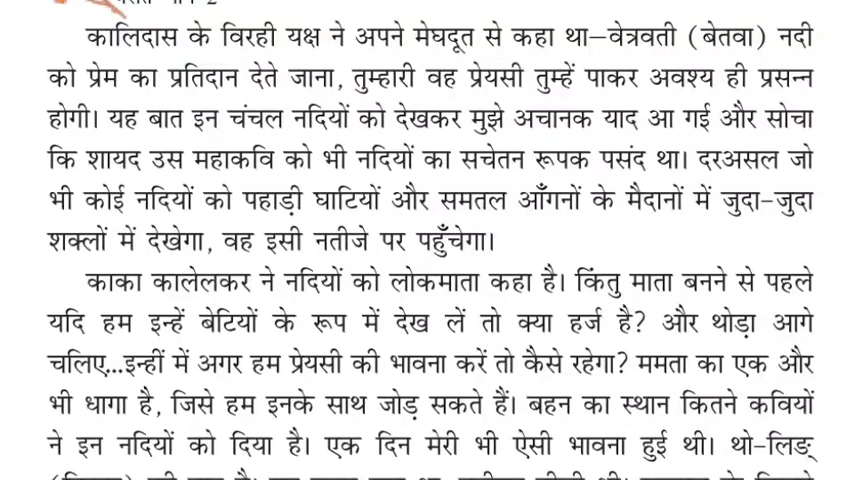 कालिदास के विरही यक्ष ने अपने मेघदूत से कहा था–वेत्रवती (बेतवा) नदी
को प्रेम का प्रतिदान देते जाना, तुम्हारी वह प्रेयसी तुम्हें पाकर अवश्य ही प्रसन्न
होगी। यह बात इन चंचल नदियों को देखकर मुझे अचानक याद आ गई और सोचा
कि शायद उस महाकवि को भी नदियों का सचेतन रूपक पसंद था। दरअसल जो
भी कोई नदियों को पहाड़ी घाटियों और समतल आँगनों के मैदानों में जुदा-जुदा
शक्लों में देखेगा, वह इसी नतीजे पर पहुँचेगा।
काका कालेलकर ने नदियों को लोकमाता कहा है। किंतु माता बनने से पहले
यदि हम इन्हें बेटियों के रूप में देख लें तो क्या हर्ज है? और थोड़ा आगे
चलिए...इन्हीं में अगर हम प्रेयसी की भावना करें तो कैसे रहेगा? ममता का एक और
भी धागा है, जिसे हम इनके साथ जोड़ सकते हैं। बहन का स्थान कितने कवियों
ने इन नदियों को दिया है। एक दिन मेरी भी ऐसी भावना हुई थी। थो-लिङ्